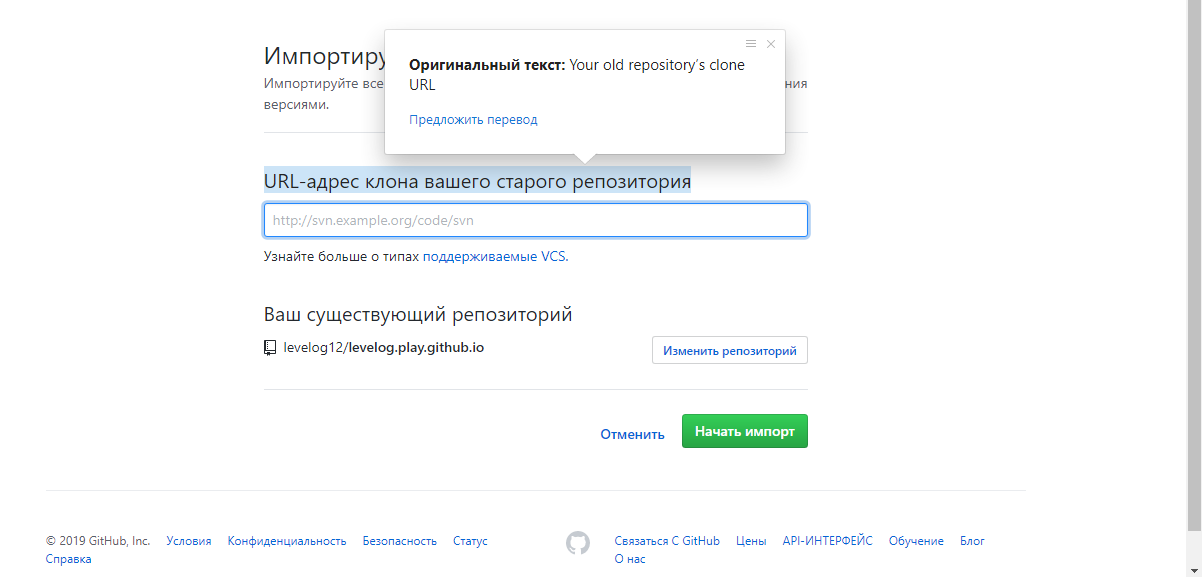 Импортиру
Импортируйте все
ния
версиями.
Оригинальный текст: Your old repository's clone
URL
Предложить перевод
URL-адрес клона вашего старого репозитория
http://svn.example.org/code/svn
Узнайте больше о типах поддерживаемые VCS.
Ваш существующий репозиторий
levelog12/levelog.play.github.io
Изменить репозиторий
Отменить
Начать импорт
© 2019 GitHub, Inc. Условия Конфиденциальность Безопасность Статус
Справка
Связаться С GitHub Цены API-ИНТЕРФЕЙС Обучение Блог
О нас